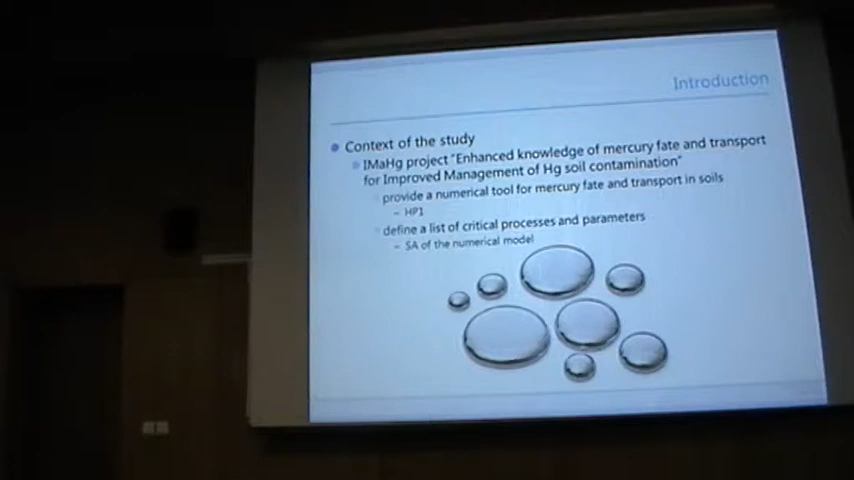 Introduction
Context of the study
IMaHg project "Enhanced knowledge of mercury fate and transport
for Improved Management of Hg soil contamination"
provide a numerical tool for mercury fate and transport in soils
– HP1
define a list of critical processes and parameters
– SA of the numerical model